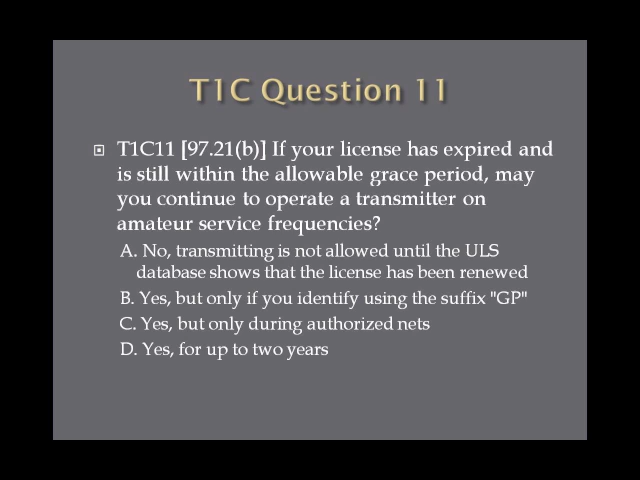 T1C Question 11
T1C11 [97.21(b)] If your license has expired and
is still within the allowable grace period, may
you continue to operate a transmitter on
amateur service frequencies?
A. No, transmitting is not allowed until the ULS
database shows that the license has been renewed
B. Yes, but only if you identify using the suffix "GP"
C. Yes, but only during authorized nets
D. Yes, for up to two years